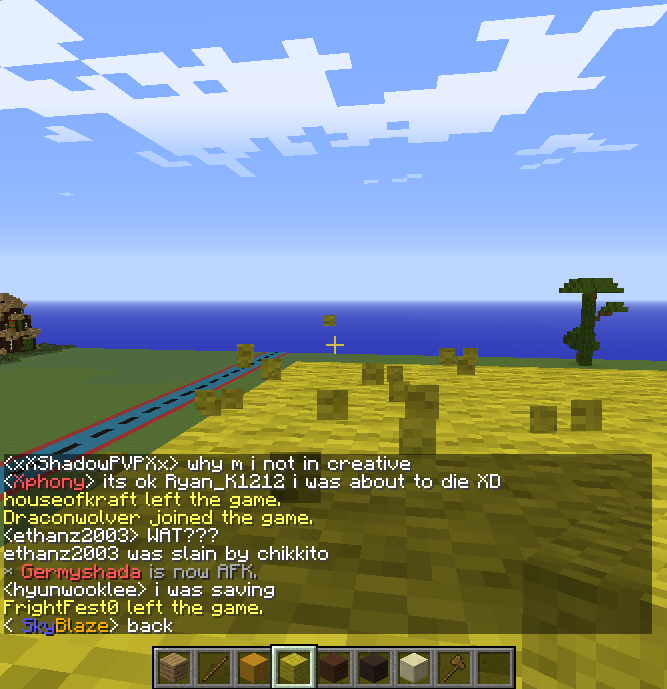 <xXShadowPVPXx> why m i not in creative
<Xphony> its ok Ryan_K1212 i was about to die XD
houseofkraft left the game.
Draconwolver joined the game.
<ethanz2003> WAT???
ethanz2003 was slain by chikkito
* Germyshada is now AFK.
<hyunwooklee> i was saving
FrightFest0 left the game.
< SkyBlaze> back